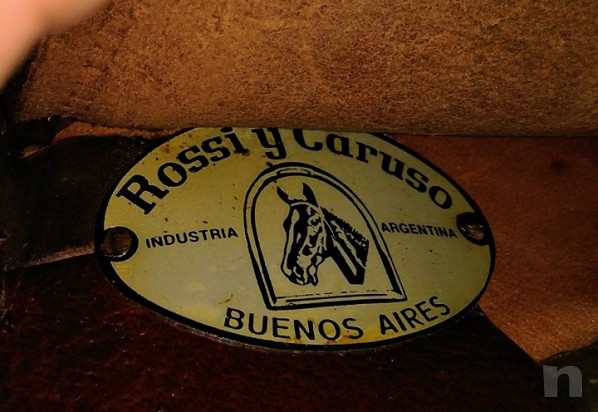 Rossi y Caruso
INDUSTRIA ARGENTINA
BUENOS AIRES
n